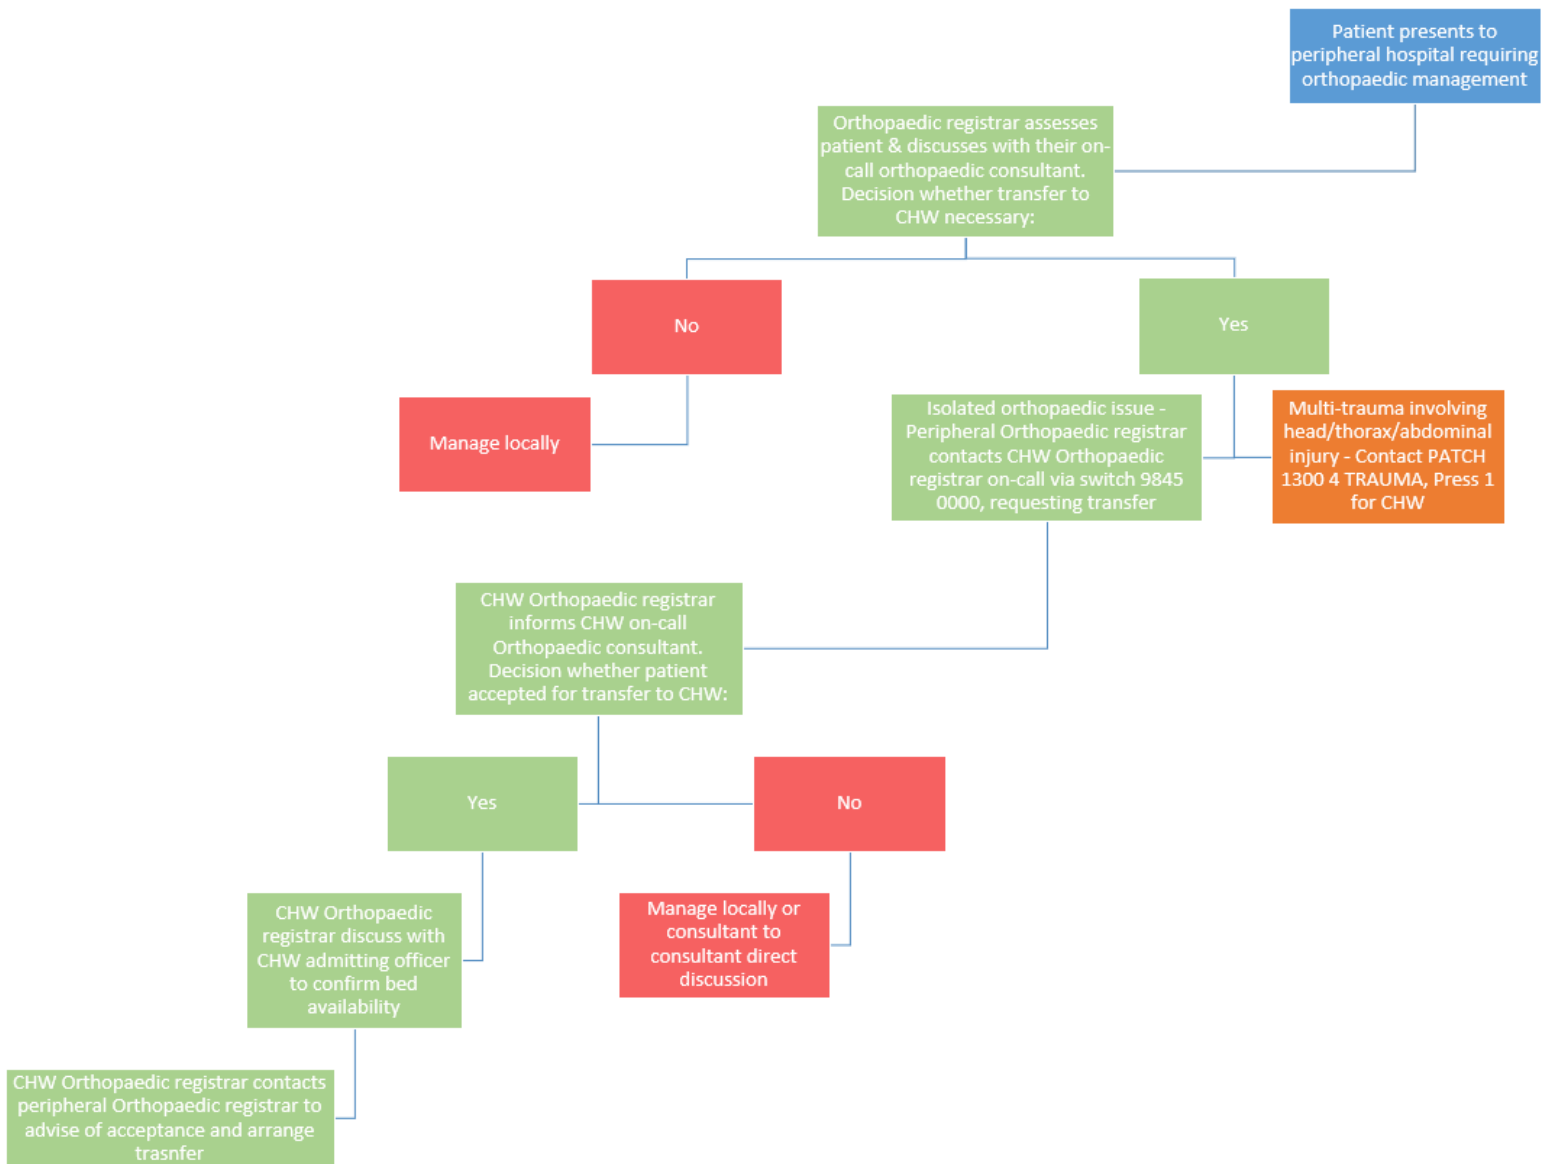 Patient presents to
peripheral hospital requiring
orthopaedic management
Orthopaedic registrar assesses
patient & discusses with their on-
call orthopaedic consultant.
Decision whether transfer to
CHW necessary:
No
Yes
Manage locally
Isolated orthopaedic issue -
Peripheral Orthopaedic registrar
contacts CHW Orthopaedic
registrar on-call via switch 9845
0000, requesting transfer
Multi-trauma involving
head/thorax/abdominal
injury - Contact PATCH
1300 4 TRAUMA, Press 1
for CHW
CHW Orthopaedic registrar
informs CHW on-call
Orthopaedic consultant.
Decision whether patient
accepted for transfer to CHW:
Yes
No
CHW Orthopaedic
registrar discuss with
CHW admitting officer
to confirm bed
availability
Manage locally or
consultant to
consultant direct
discussion
CHW Orthopaedic registrar contacts
peripheral Orthopaedic registrar to
advise of acceptance and arrange
trasnfer